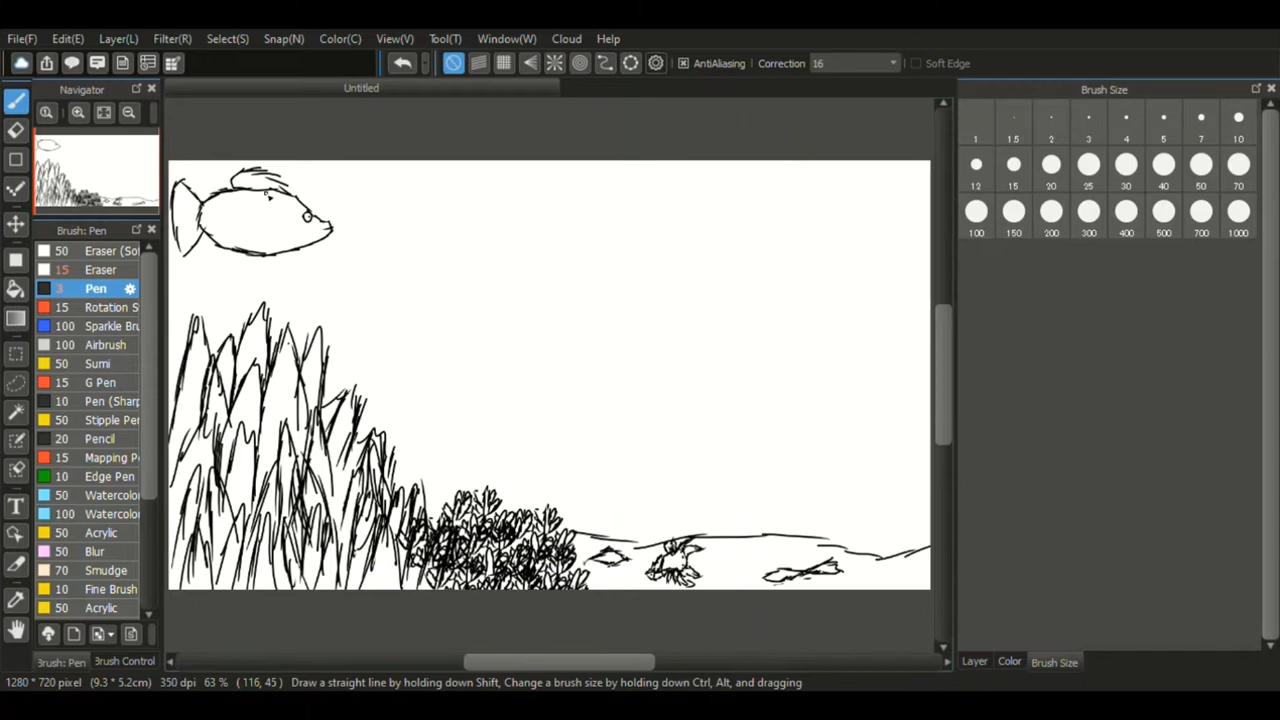 File(F) Edit(E) Layer(L) Filter(R) Select(S) Snap(N) Color(C) View(V) Tool(T) Window(W) Cloud Help
AntiAliasing Correction 16 Soft Edge
Navigator
Untitled
Brush Size
1 1.5 2 3 4 5 7 10
12 15 20 25 30 40 50 70
100 150 200 300 400 500 700 1000
Brush: Pen
50 Eraser (So
15 Eraser
3 Pen
15 Rotation S
100 Sparkle Bru
100 Airbrush
50 Sumi
15 G Pen
10 Pen (Sharp
50 Stipple Pe
20 Pencil
15 Mapping P
10 Edge Pen
50 Watercolo
100 Watercolo
50 Acrylic
50 Blur
70 Smudge
10 Fine Brush
50 Acrylic
Brush: Pen Brush Control
Layer Color Brush Size
1280 * 720 pixel (9.3 * 5.2cm) 350 dpi 63 % ( 116, 45 ) Draw a straight line by holding down Shift, Change a brush size by holding down Ctrl, Alt, and dragging